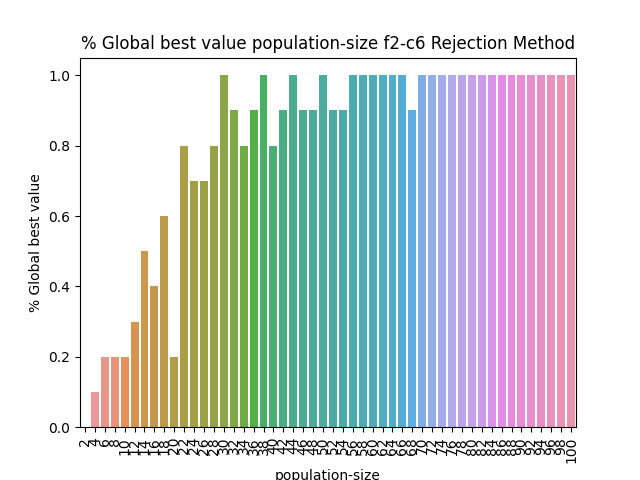 % Global best value population-size f2-c6 Rejection Method
% Global best value
1.0
0.8
0.6
0.4
0.2
0.0
2 4 6 8 10 12 14 16 18 20 22 24 26 28 30 32 34 36 38 40 42 44 46 48 50 52 54 56 58 60 62 64 66 68 70 72 74 76 78 80 82 84 86 88 90 92 94 96 98 100
population-size